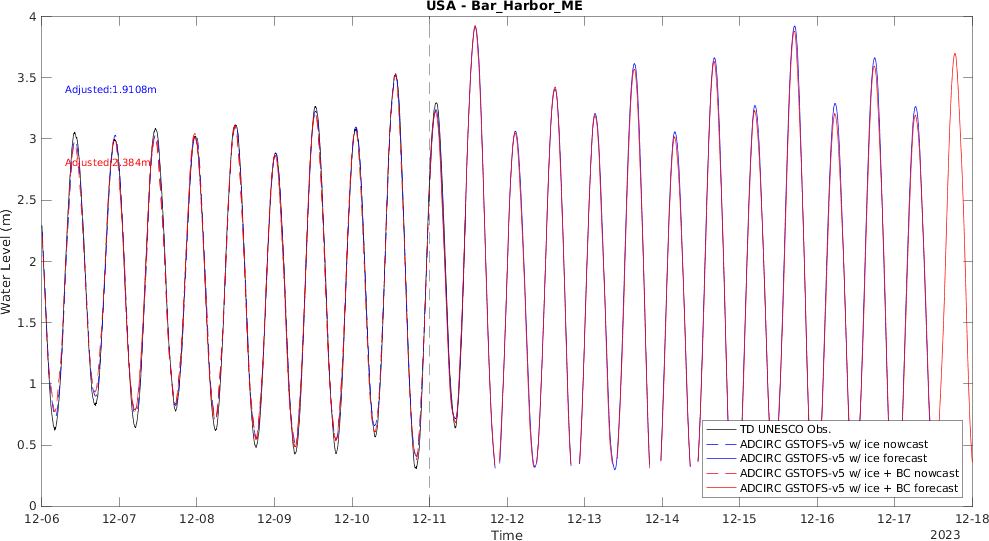 USA - Bar_Harbor_ME
4
3.5
3
2.5
2
1.5
1
0.5
0
Water Level (m)
Adjusted:1.9108m
Adjusted:2.384m
TD UNESCO Obs.
ADCIRC GSTOFS-v5 w/ ice nowcast
ADCIRC GSTOFS-v5 w/ ice forecast
ADCIRC GSTOFS-v5 w/ ice + BC nowcast
ADCIRC GSTOFS-v5 w/ ice + BC forecast
12-06 12-07 12-08 12-09 12-10 12-11 12-12 12-13 12-14 12-15 12-16 12-17 12-18
Time
2023